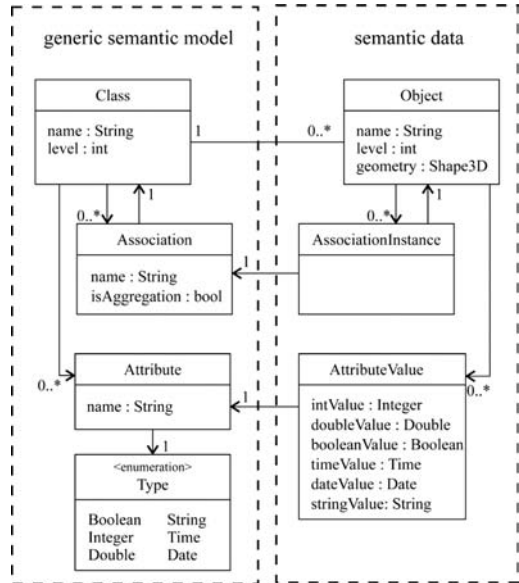 generic semantic model
semantic data
Class
name : String
level : int
1
0..*
Object
name : String
level : int
geometry : Shape3D
0..*
1
0..*
1
Association
name : String
isAggregation : bool
1
AssociationInstance
0..*
Attribute
name : String
1
AttributeValue
0..*
intValue : Integer
doubleValue : Double
booleanValue : Boolean
timeValue : Time
dateValue : Date
stringValue: String
1
<enumeration>
Type
Boolean String
Integer Time
Double Date